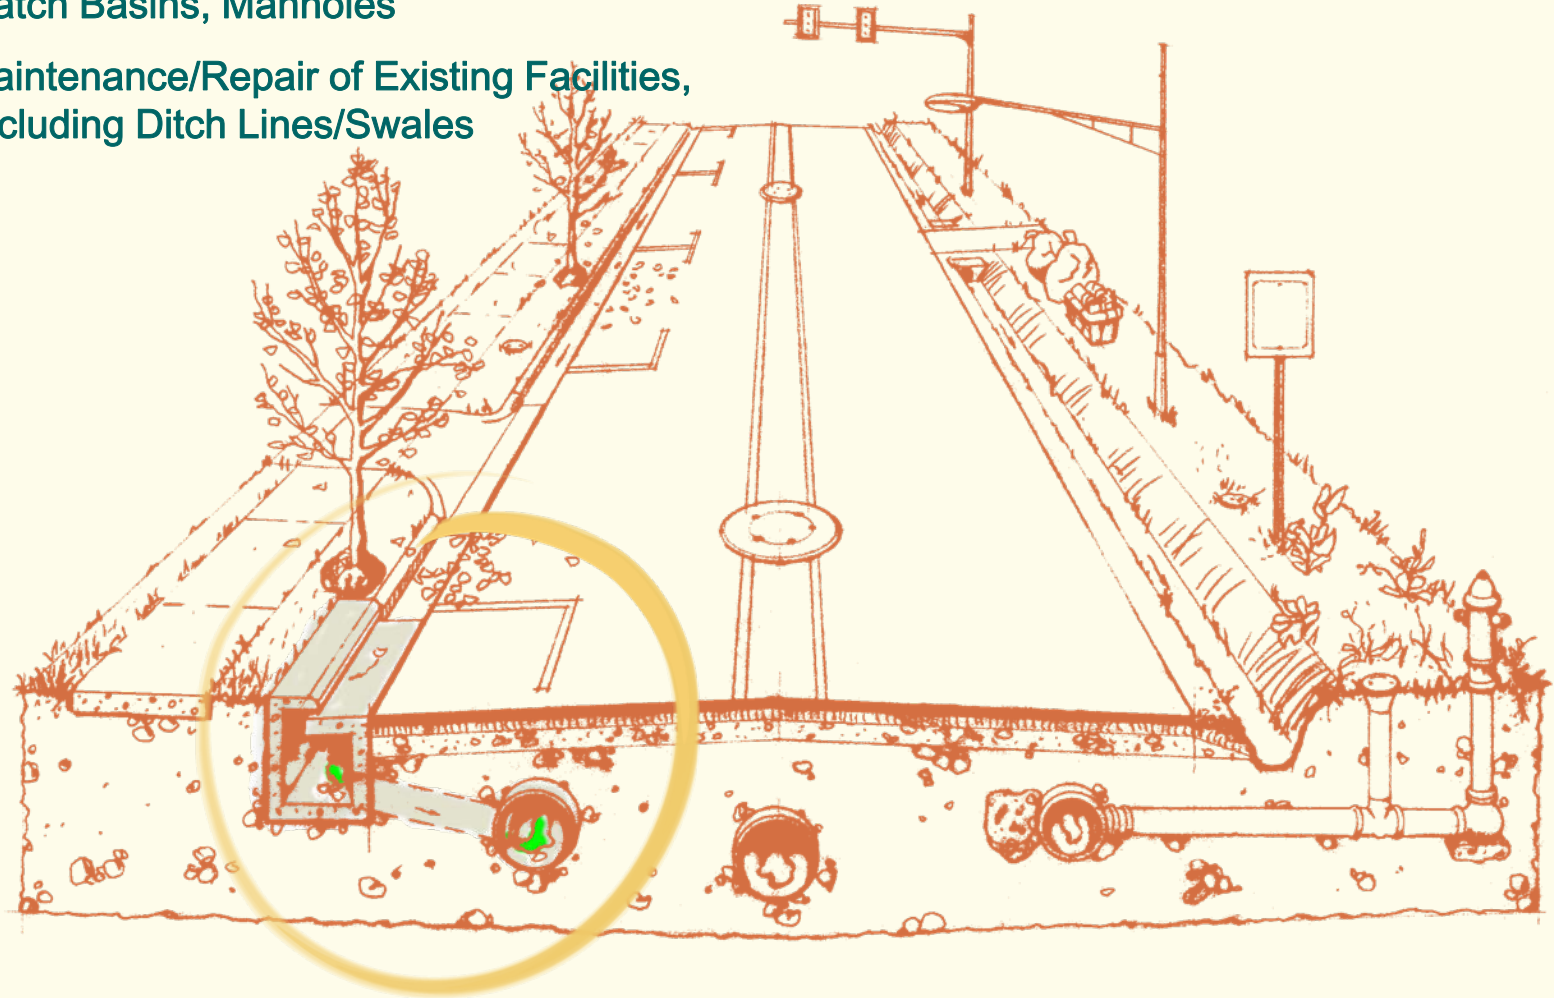 atch Basins, Manholes
aintenance/Repair of Existing Facilities,
cluding Ditch Lines/Swales